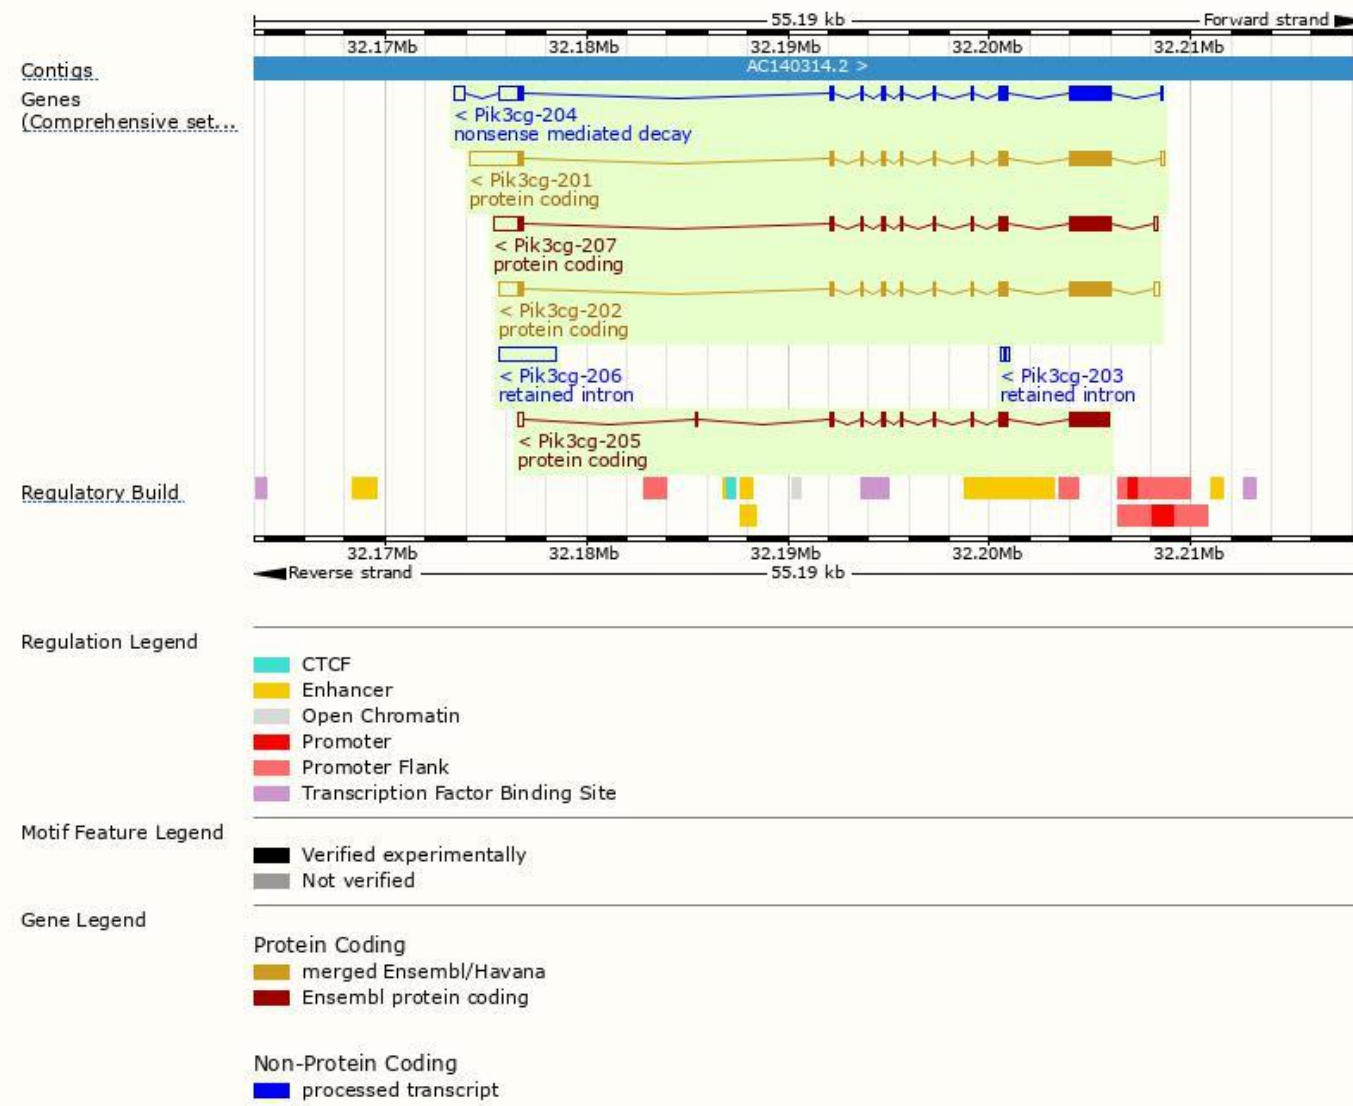 55.19 kb Forward strand
32.17Mb 32.18Mb 32.19Mb 32.20Mb 32.21Mb
Contigs AC140314.2 >
Genes
(Comprehensive set...
< Pik3cg-204
nonsense mediated decay
< Pik3cg-201
protein coding
< Pik3cg-207
protein coding
< Pik3cg-202
protein coding
< Pik3cg-206 < Pik3cg-203
retained intron retained intron
< Pik3cg-205
protein coding
Regulatory Build
32.17Mb 32.18Mb 32.19Mb 32.20Mb 32.21Mb
Reverse strand 55.19 kb
Regulation Legend
CTCF
Enhancer
Open Chromatin
Promoter
Promoter Flank
Transcription Factor Binding Site
Motif Feature Legend
Verified experimentally
Not verified
Gene Legend
Protein Coding
merged Ensembl/Havana
Ensembl protein coding
Non-Protein Coding
processed transcript